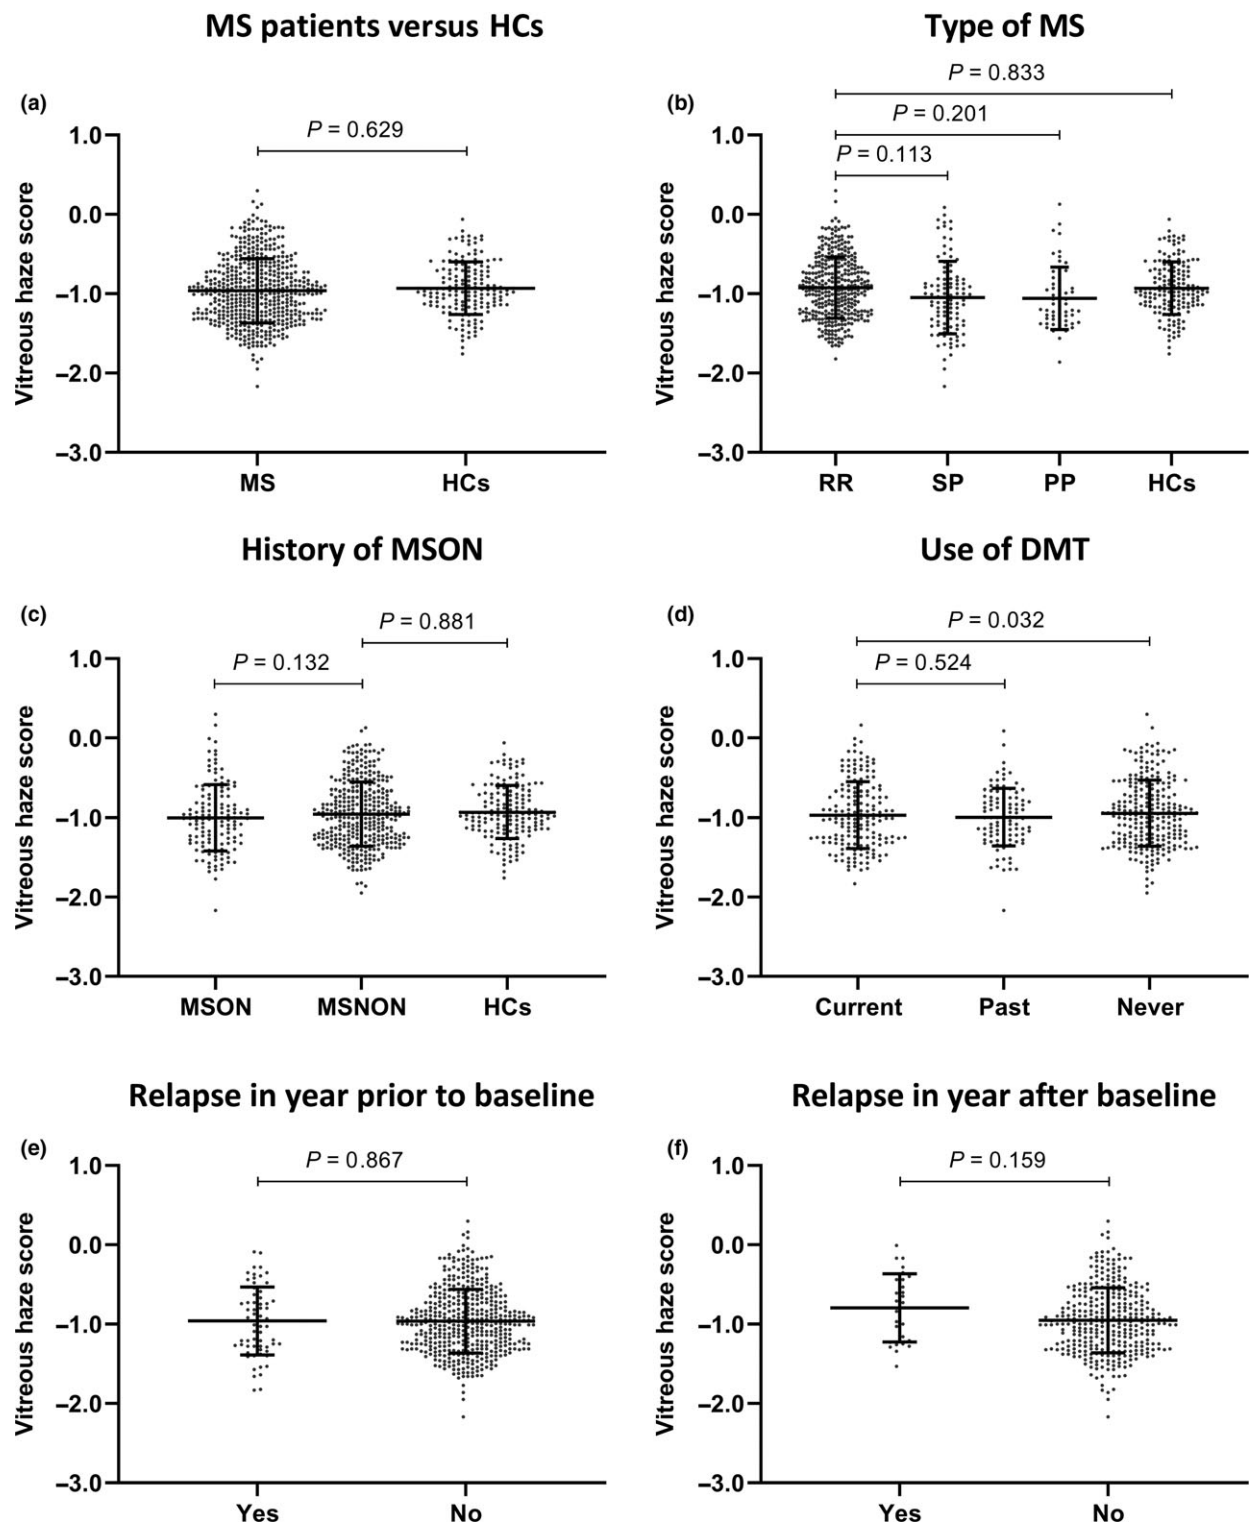 MS patients versus HCs
(a)
P = 0.629
Vitreous haze score
1.0
0.0
–1.0
–2.0
–3.0
MS HCs
Type of MS
(b)
P = 0.833
P = 0.201
P = 0.113
Vitreous haze score
1.0
0.0
–1.0
–2.0
–3.0
RR SP PP HCs
History of MSON
(c)
P = 0.881
P = 0.132
Vitreous haze score
1.0
0.0
–1.0
–2.0
–3.0
MSON MSNON HCs
Use of DMT
(d)
P = 0.032
P = 0.524
Vitreous haze score
1.0
0.0
–1.0
–2.0
–3.0
Current Past Never
Relapse in year prior to baseline
(e)
P = 0.867
Vitreous haze score
1.0
0.0
–1.0
–2.0
–3.0
Yes No
Relapse in year after baseline
(f)
P = 0.159
Vitreous haze score
1.0
0.0
–1.0
–2.0
–3.0
Yes No